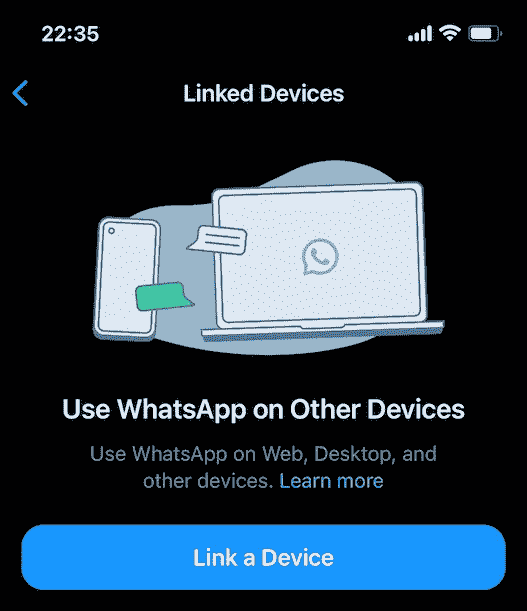 22:35
Linked Devices
Use WhatsApp on Other Devices
Use WhatsApp on Web, Desktop, and
other devices. Learn more
Link a Device